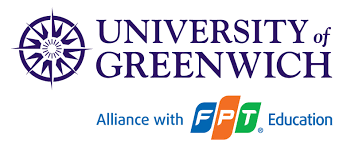 UNIVERSITY of
GREENWICH
Alliance with FPT® Education